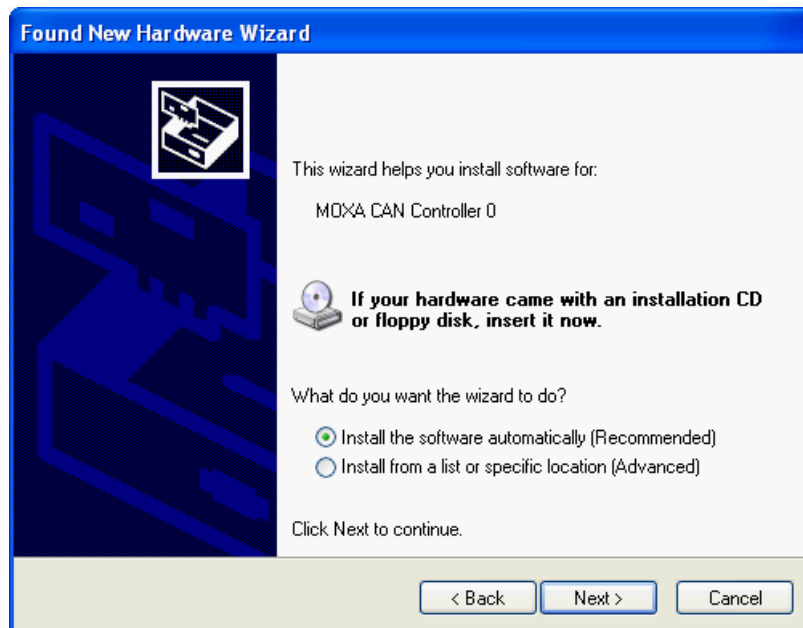 Found New Hardware Wizard
This wizard helps you install software for:
MOXA CAN Controller 0
If your hardware came with an installation CD
or floppy disk, insert it now.
What do you want the wizard to do?
Install the software automatically (Recommended)
Install from a list or specific location (Advanced)
Click Next to continue.
< Back
Next >
Cancel